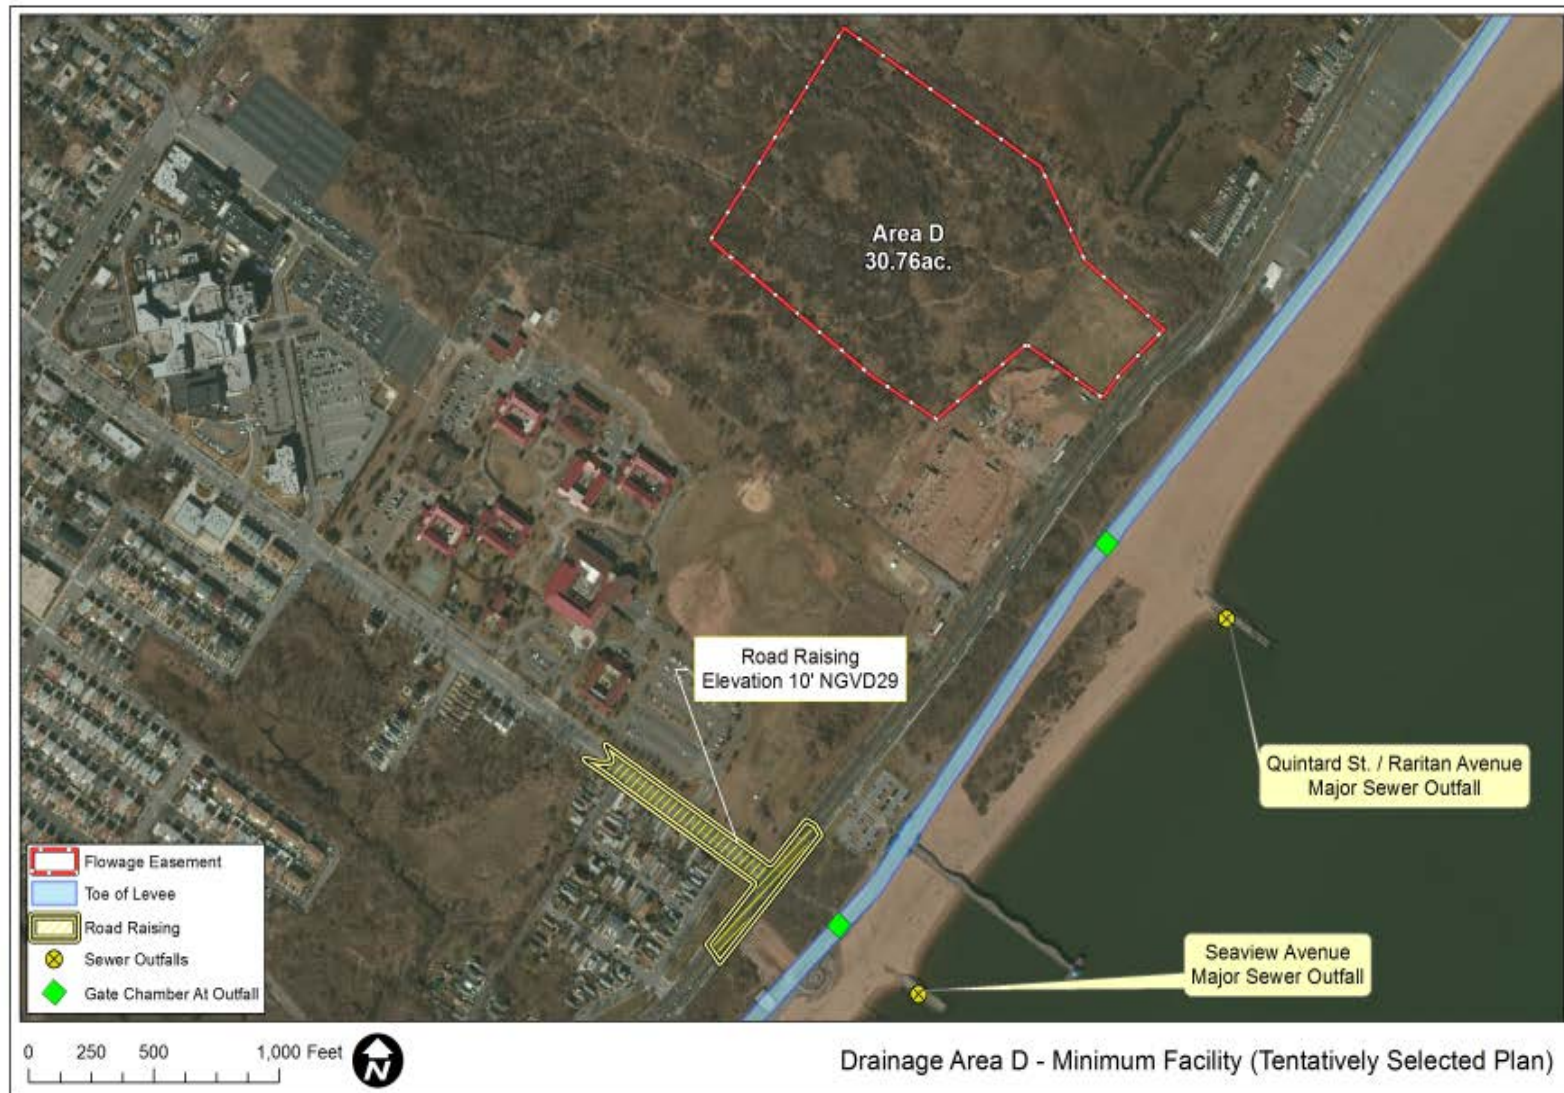 Area D
30.76ac.
Road Raising
Elevation 10' NGVD29
Quintard St. / Raritan Avenue
Major Sewer Outfall
Seaview Avenue
Major Sewer Outfall
Flowage Easement
Toe of Levee
Road Raising
Sewer Outfalls
Gate Chamber At Outfall
0 250 500 1,000 Feet
N
Drainage Area D - Minimum Facility (Tentatively Selected Plan)